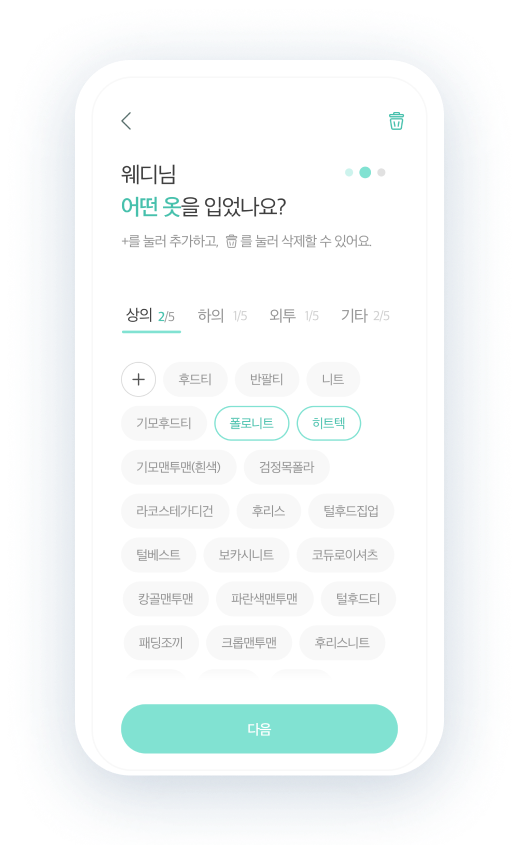 웨디님
어떤 옷을 입었나요?
+를 눌러 추가하고, 를 눌러 삭제할 수 있어요.
상의 2/5 하의 1/5 외투 1/5 기타 2/5
+ 후드티 반팔티 니트
기모후드티 폴로니트 히트텍
기모맨투맨(흰색) 검정목폴라
라코스테가디건 후리스 털후드집업
털베스트 보카시니트 코듀로이셔츠
캉골맨투맨 파란색맨투맨 털후드티
패딩조끼 크롭맨투맨 후리스니트
다음